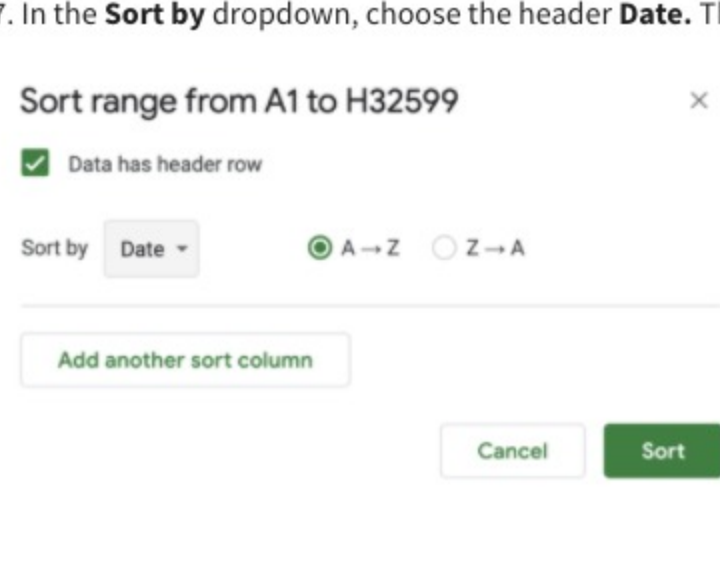 7. In the Sort by dropdown, choose the header Date.
Sort range from A1 to H32599
Data has header row
Sort by Date A → Z Z → A
Add another sort column
Cancel Sort